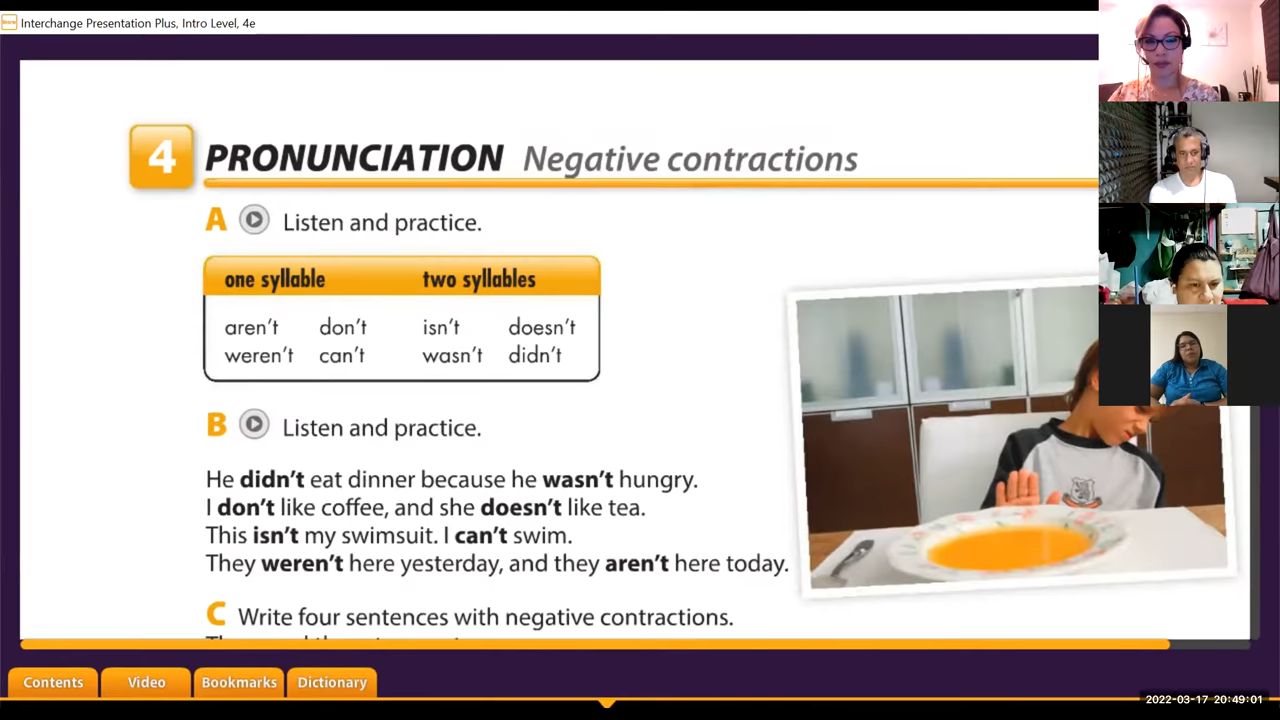 Interchange Presentation Plus, Intro Level, 4e
4 PRONUNCIATION Negative contractions
A Listen and practice.
one syllable two syllables
aren't don't isn't doesn't
weren't can't wasn't didn't
B Listen and practice.
He didn't eat dinner because he wasn't hungry.
I don't like coffee, and she doesn't like tea.
This isn't my swimsuit. I can't swim.
They weren't here yesterday, and they aren't here today.
C Write four sentences with negative contractions.
Contents Video Bookmarks Dictionary
2022-03-17 20:49:01